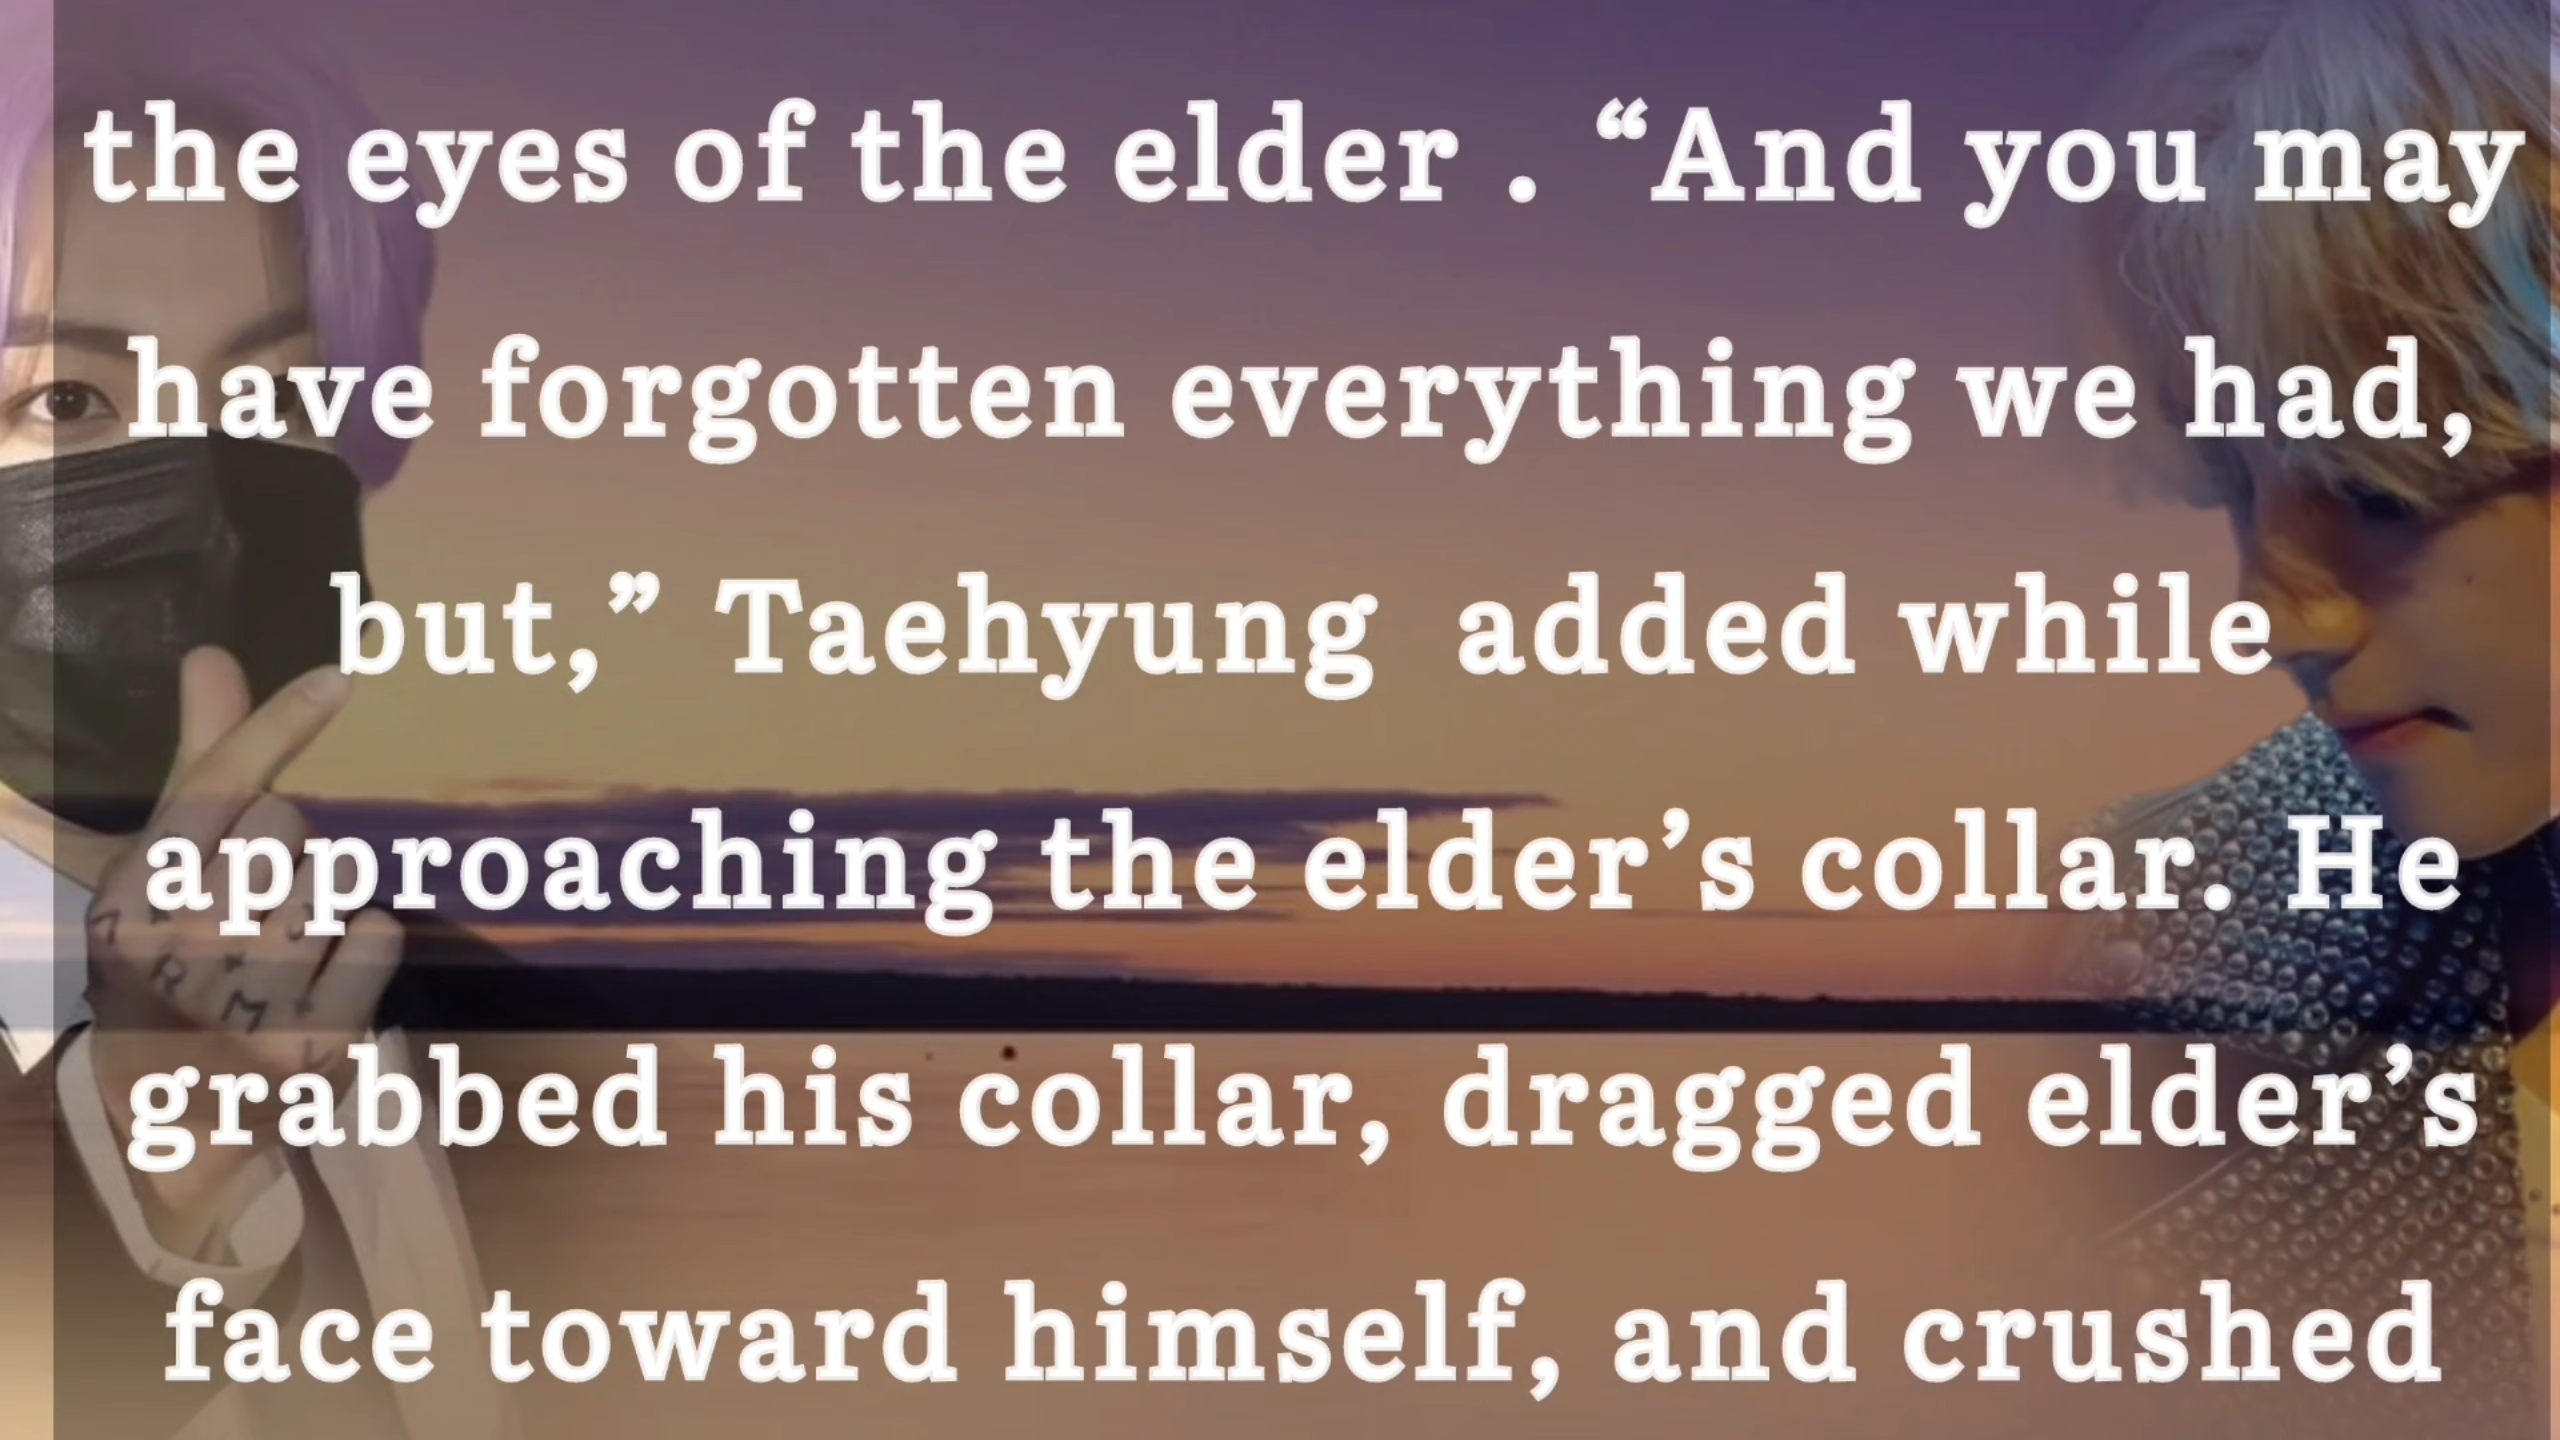 the eyes of the elder . “And you may
have forgotten everything we had,
but,” Taehyung  added while
approaching the elder’s collar. He
grabbed his collar, dragged elder’s
face toward himself, and crushed